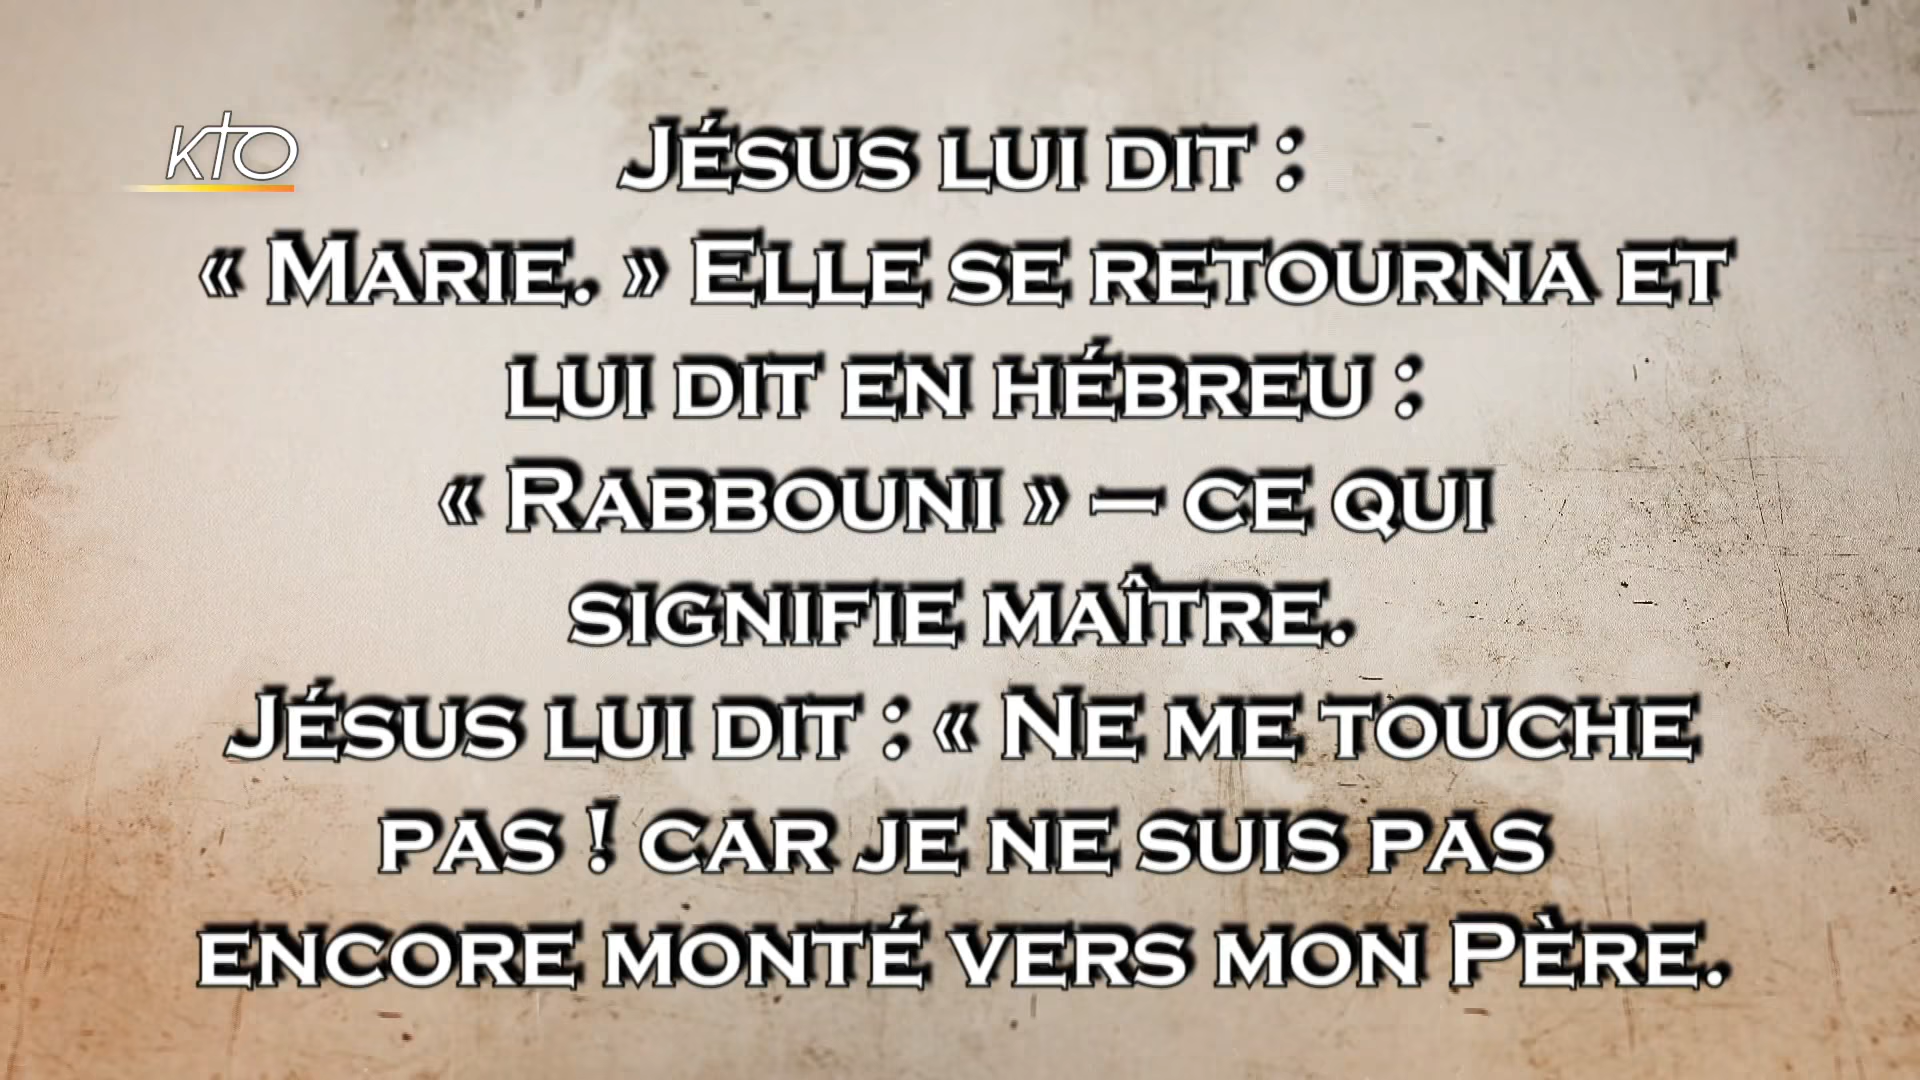 KTO
Jésus lui dit :
« Marie. » Elle se retourna et
lui dit en hébreu :
« Rabbouni » – ce qui
signifie maître.
Jésus lui dit : « Ne me touche
pas ! car je ne suis pas
encore monté vers mon Père.